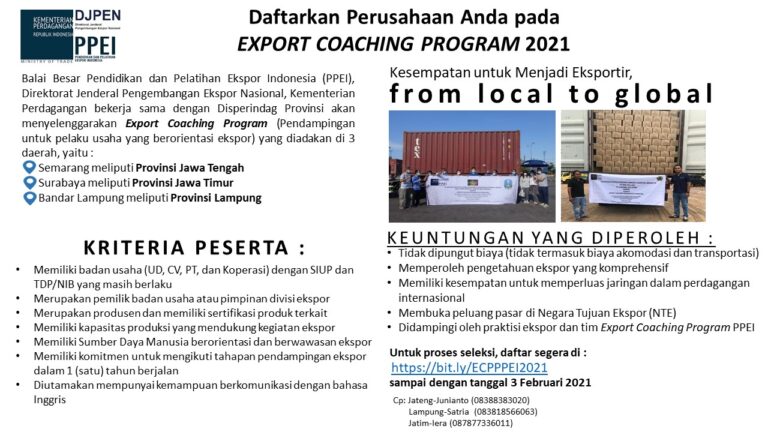 KEMENTERIAN
PERDAGANGAN
REPUBLIK INDONESIA
DJPEN
Direktorat Jenderal
Pengembangan Ekspor Nasional
PPEI
PENDIDIKAN DAN PELATIHAN
EKSPOR INDONESIA
MINISTRY OF TRADE
Daftarkan Perusahaan Anda pada
EXPORT COACHING PROGRAM 2021
Balai Besar Pendidikan dan Pelatihan Ekspor Indonesia (PPEI),
Direktorat Jenderal Pengembangan Ekspor Nasional, Kementerian
Perdagangan bekerja sama dengan Disperindag Provinsi akan
menyelenggarakan Export Coaching Program (Pendampingan
untuk pelaku usaha yang berorientasi ekspor) yang diadakan di 3
daerah, yaitu :
Semarang meliputi Provinsi Jawa Tengah
Surabaya meliputi Provinsi Jawa Timur
Bandar Lampung meliputi Provinsi Lampung
KRITERIA PESERTA :
• Memiliki badan usaha (UD, CV, PT, dan Koperasi) dengan SIUP dan
TDP/NIB yang masih berlaku
• Merupakan pemilik badan usaha atau pimpinan divisi ekspor
• Merupakan produsen dan memiliki sertifikasi produk terkait
• Memiliki kapasitas produksi yang mendukung kegiatan ekspor
• Memiliki Sumber Daya Manusia berorientasi dan berwawasan ekspor
• Memiliki komitmen untuk mengikuti tahapan pendampingan ekspor
dalam 1 (satu) tahun berjalan
• Diutamakan mempunyai kemampuan berkomunikasi dengan bahasa
Inggris
Kesempatan untuk Menjadi Eksportir,
from local to global
tex
KEUNTUNGAN YANG DIPEROLEH :
• Tidak dipungut biaya (tidak termasuk biaya akomodasi dan transportasi)
• Memperoleh pengetahuan ekspor yang komprehensif
• Memiliki kesempatan untuk memperluas jaringan dalam perdagangan
internasional
• Membuka peluang pasar di Negara Tujuan Ekspor (NTE)
• Didampingi oleh praktisi ekspor dan tim Export Coaching Program PPEI
Untuk proses seleksi, daftar segera di :
https://bit.ly/ECPPPEI2021
sampai dengan tanggal 3 Februari 2021
Cp: Jateng-Junianto (08388383020)
Lampung-Satria (083818566063)
Jatim-Iera (087877336011)